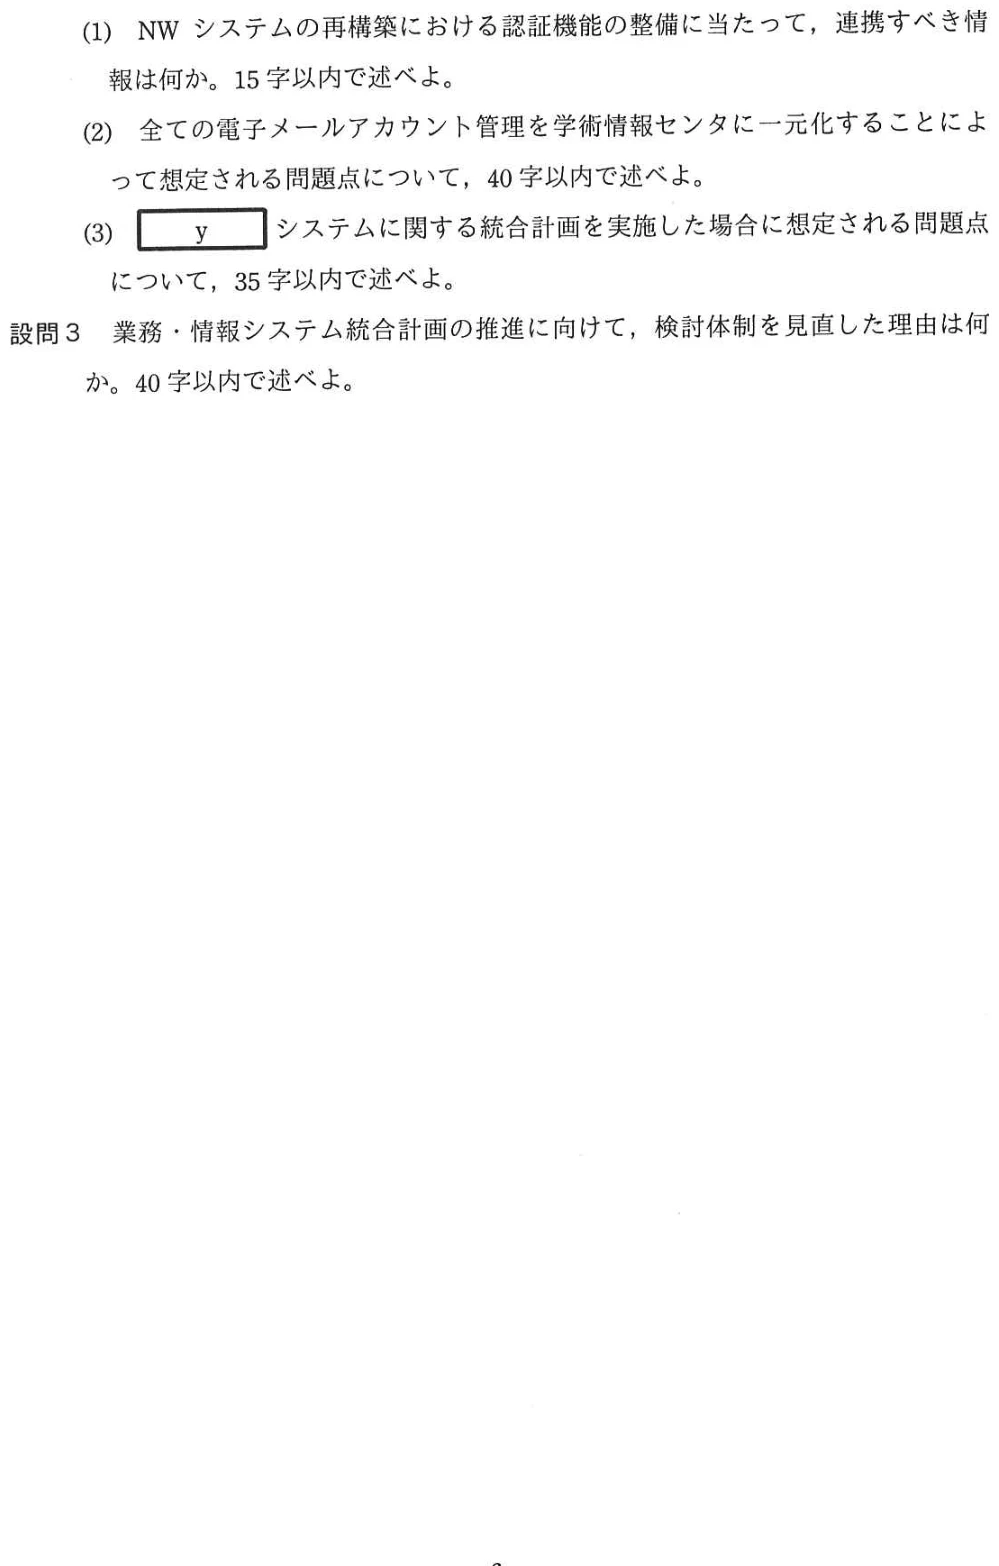 (1) NW システムの再構築における認証機能の整備に当たって，連携すべき情
報は何か。15 字以内で述べよ。
(2) 全ての電子メールアカウント管理を学術情報センタに一元化することによ
って想定される問題点について，40 字以内で述べよ。
(3) y システムに関する統合計画を実施した場合に想定される問題点
について，35 字以内で述べよ。
設問３ 業務・情報システム統合計画の推進に向けて，検討体制を見直した理由は何
か。40 字以内で述べよ。